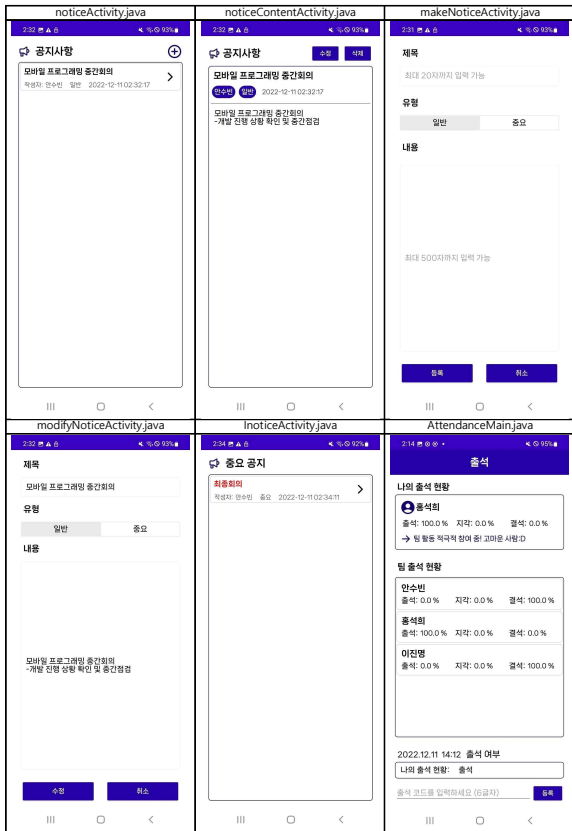 noticeActivity.java
2:32 93%
공지사항
모바일 프로그래밍 중간회의
작성자: 안수빈 일반 2022-12-11 02:32:17
noticeContentActivity.java
2:32 93%
공지사항 수정 삭제
모바일 프로그래밍 중간회의
안수빈 일반 2022-12-11 02:32:17
모바일 프로그래밍 중간회의
-개발 진행 상황 확인 및 중간점검
makeNoticeActivity.java
2:31 93%
제목
최대 20자까지 입력 가능
유형
일반 중요
내용
최대 500자까지 입력 가능
등록 취소
modifyNoticeActivity.java
2:32 93%
제목
모바일 프로그래밍 중간회의
유형
일반 중요
내용
모바일 프로그래밍 중간회의
-개발 진행 상황 확인 및 중간점검
수정 취소
InoticeActivity.java
2:34 92%
중요 공지
최종회의
작성자: 안수빈 중요 2022-12-11 02:34:11
AttendanceMain.java
2:14 95%
출석
나의 출석 현황
홍석희
출석: 100.0 % 지각: 0.0 % 결석: 0.0 %
→ 팀 활동 적극적 참여 중! 고마운 사람:D
팀 출석 현황
안수빈
출석: 0.0 % 지각: 0.0 % 결석: 100.0 %
홍석희
출석: 100.0 % 지각: 0.0 % 결석: 0.0 %
이진명
출석: 0.0 % 지각: 0.0 % 결석: 100.0 %
2022.12.11 14:12 출석 여부
나의 출석 현황: 출석
출석 코드를 입력하세요 (6글자) 등록